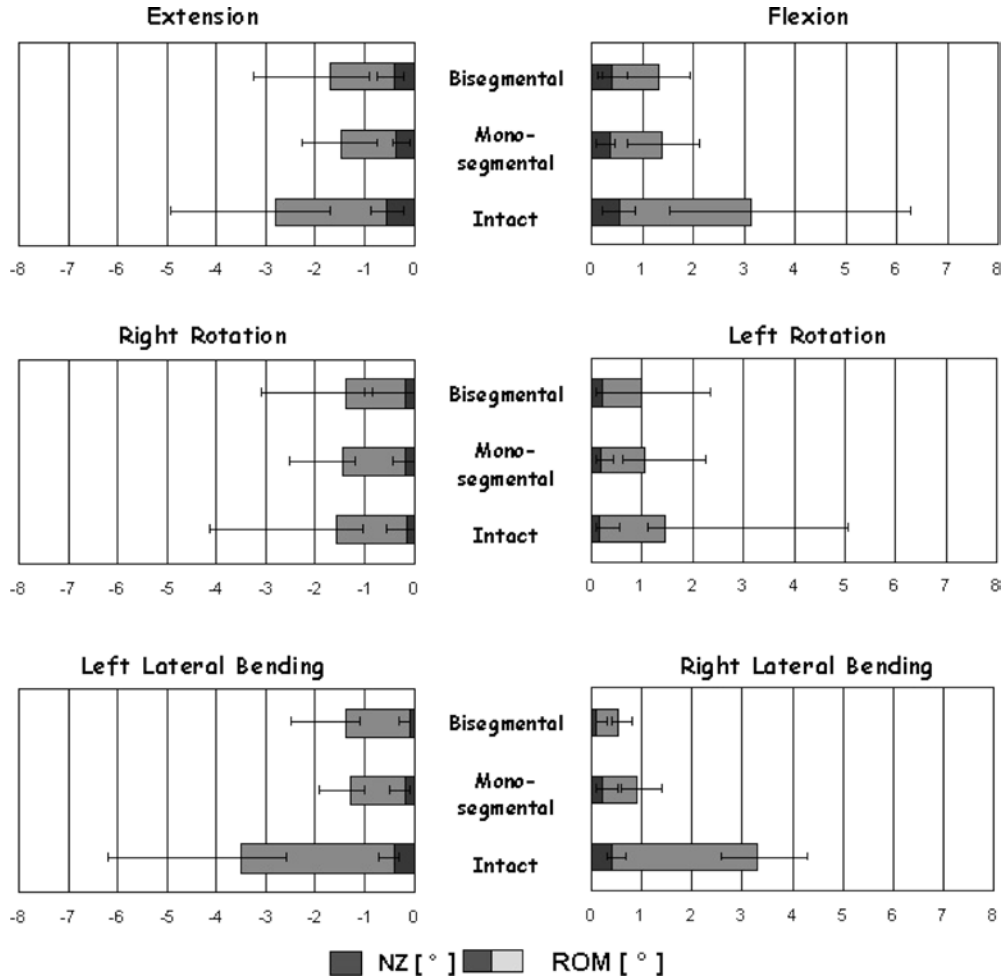 Extension Flexion
Bisegmental
Mono-
segmental
Intact
-8 -7 -6 -5 -4 -3 -2 -1 0 0 1 2 3 4 5 6 7 8
Right Rotation Left Rotation
Bisegmental
Mono-
segmental
Intact
-8 -7 -6 -5 -4 -3 -2 -1 0 0 1 2 3 4 5 6 7 8
Left Lateral Bending Right Lateral Bending
Bisegmental
Mono-
segmental
Intact
-8 -7 -6 -5 -4 -3 -2 -1 0 0 1 2 3 4 5 6 7 8
NZ [ ° ] ROM [ ° ]